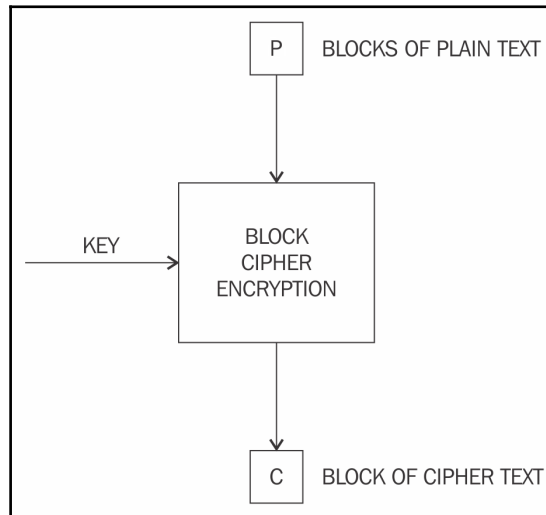 P BLOCKS OF PLAIN TEXT
KEY
BLOCK
CIPHER
ENCRYPTION
C BLOCK OF CIPHER TEXT